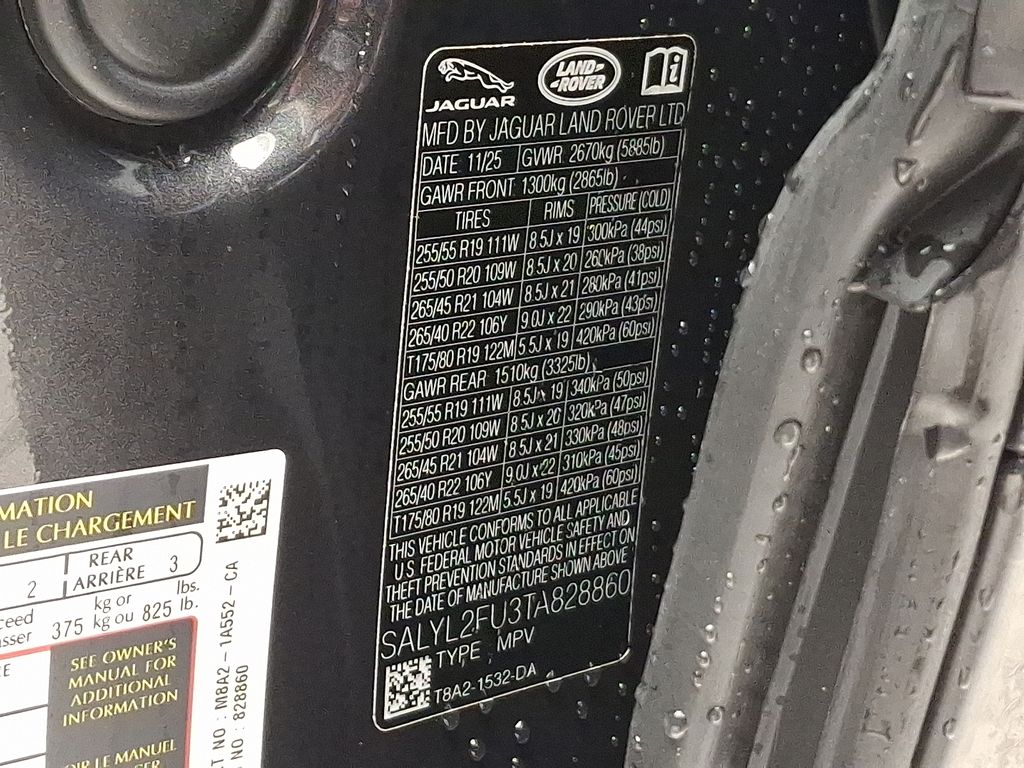 JAGUAR
LAND-
-ROVER
i
MFD BY JAGUAR LAND ROVER LTD
DATE 11/25 GVWR 2670kg (5885lb)
GAWR FRONT 1300kg (2865lb)
TIRES RIMS PRESSURE (COLD)
255/55 R19 111W 8.5J x 19 300kPa (44psi)
255/50 R20 109W 8.5J x 20 260kPa (38psi)
265/45 R21 104W 8.5J x 21 280kPa (41psi)
265/40 R22 106Y 9.0J x 22 290kPa (43psi)
T175/80 R19 122M 5.5J x 19 420kPa (60psi)
GAWR REAR 1510kg (3325lb)
255/55 R19 111W 8.5J x 19 340kPa (50psi)
255/50 R20 109W 8.5J x 20 320kPa (47psi)
265/45 R21 104W 8.5J x 21 330kPa (48psi)
265/40 R22 106Y 9.0J x 22 310kPa (45psi)
T175/80 R19 122M 5.5J x 19 420kPa (60psi)
THIS VEHICLE CONFORMS TO ALL APPLICABLE
U.S. FEDERAL MOTOR VEHICLE SAFETY AND
THEFT PREVENTION STANDARDS IN EFFECT ON
THE DATE OF MANUFACTURE SHOWN ABOVE
SALYL2FU3TA828860
TYPE MPV
T8A2-1532-DA
MATION
LE CHARGEMENT
2 REAR 3
ARRIÈRE
kg or lbs.
375 kg ou 825 lb.
SEE OWNER'S
MANUAL FOR
ADDITIONAL
INFORMATION
OIR LE MANUEL
T NO : M8A2-1A552-CA
NO : 828860